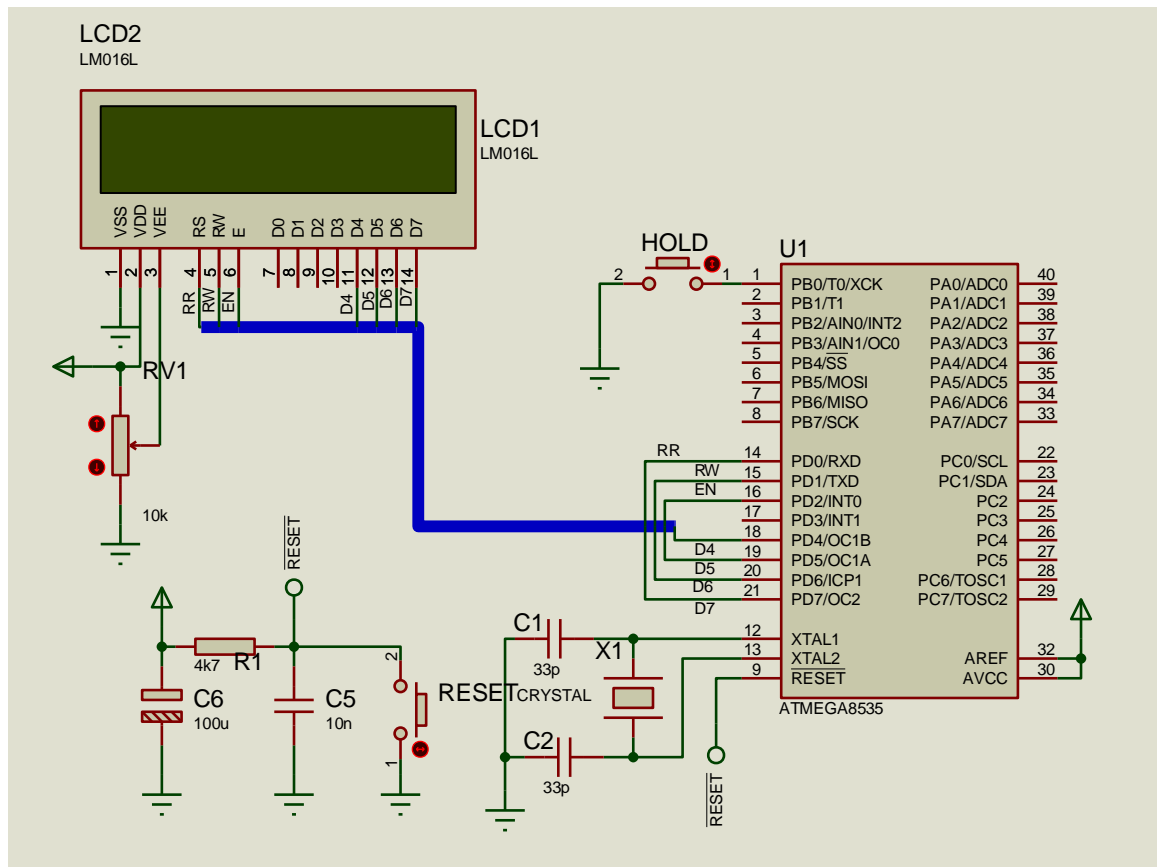 LCD2
LM016L
LCD1
LM016L
VSS VDD VEE RS RW E D0 D1 D2 D3 D4 D5 D6 D7
1 2 3 4 5 6 7 8 9 10 11 12 13 14
RR RW EN D4 D5 D6 D7
RV1
10k
HOLD
2 1
U1
1 PB0/T0/XCK PA0/ADC0 40
2 PB1/T1 PA1/ADC1 39
3 PB2/AIN0/INT2 PA2/ADC2 38
4 PB3/AIN1/OC0 PA3/ADC3 37
5 PB4/SS PA4/ADC4 36
6 PB5/MOSI PA5/ADC5 35
7 PB6/MISO PA6/ADC6 34
8 PB7/SCK PA7/ADC7 33
RR 14 PD0/RXD PC0/SCL 22
RW 15 PD1/TXD PC1/SDA 23
EN 16 PD2/INT0 PC2 24
17 PD3/INT1 PC3 25
18 PD4/OC1B PC4 26
D4 19 PD5/OC1A PC5 27
D5 20 PD6/ICP1 PC6/TOSC1 28
D6 21 PD7/OC2 PC7/TOSC2 29
D7
12 XTAL1
13 XTAL2 AREF 32
9 RESET AVCC 30
ATMEGA8535
RESET
4k7
R1
C6
100u
C5
10n
2
RESET
1
C1
33p
X1
CRYSTAL
C2
33p
RESET